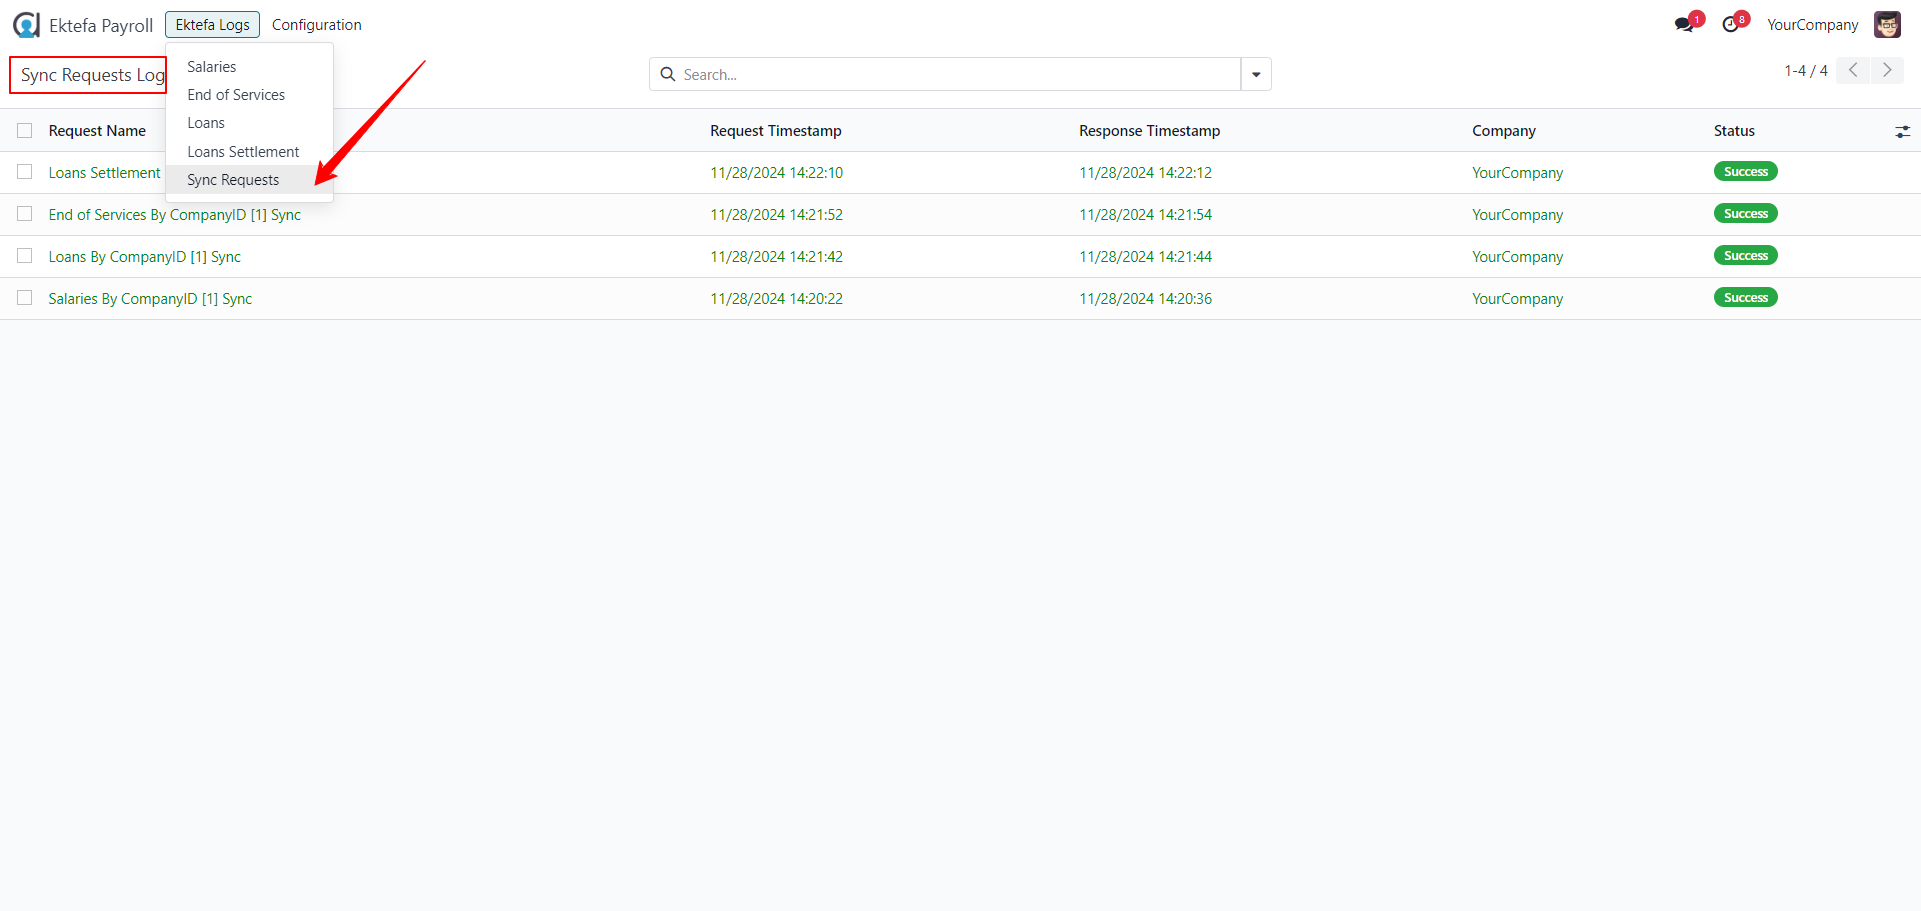 Ektefa Payroll Ektefa Logs Configuration 1 8 YourCompany
Sync Requests Log Search... 1-4 / 4
Salaries
End of Services
Loans
Loans Settlement
Sync Requests
Request Name Request Timestamp Response Timestamp Company Status
Loans Settlement 11/28/2024 14:22:10 11/28/2024 14:22:12 YourCompany Success
End of Services By CompanyID [1] Sync 11/28/2024 14:21:52 11/28/2024 14:21:54 YourCompany Success
Loans By CompanyID [1] Sync 11/28/2024 14:21:42 11/28/2024 14:21:44 YourCompany Success
Salaries By CompanyID [1] Sync 11/28/2024 14:20:22 11/28/2024 14:20:36 YourCompany Success